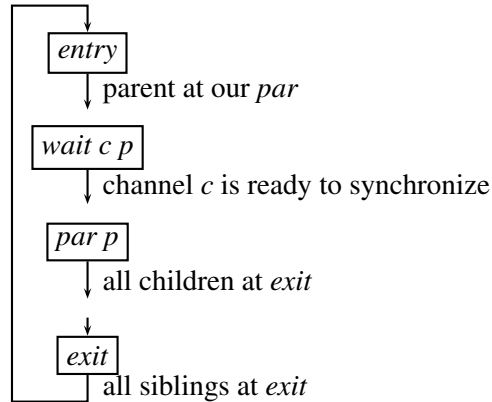 entry
parent at our par
wait c p
channel c is ready to synchronize
par p
all children at exit
exit
all siblings at exit